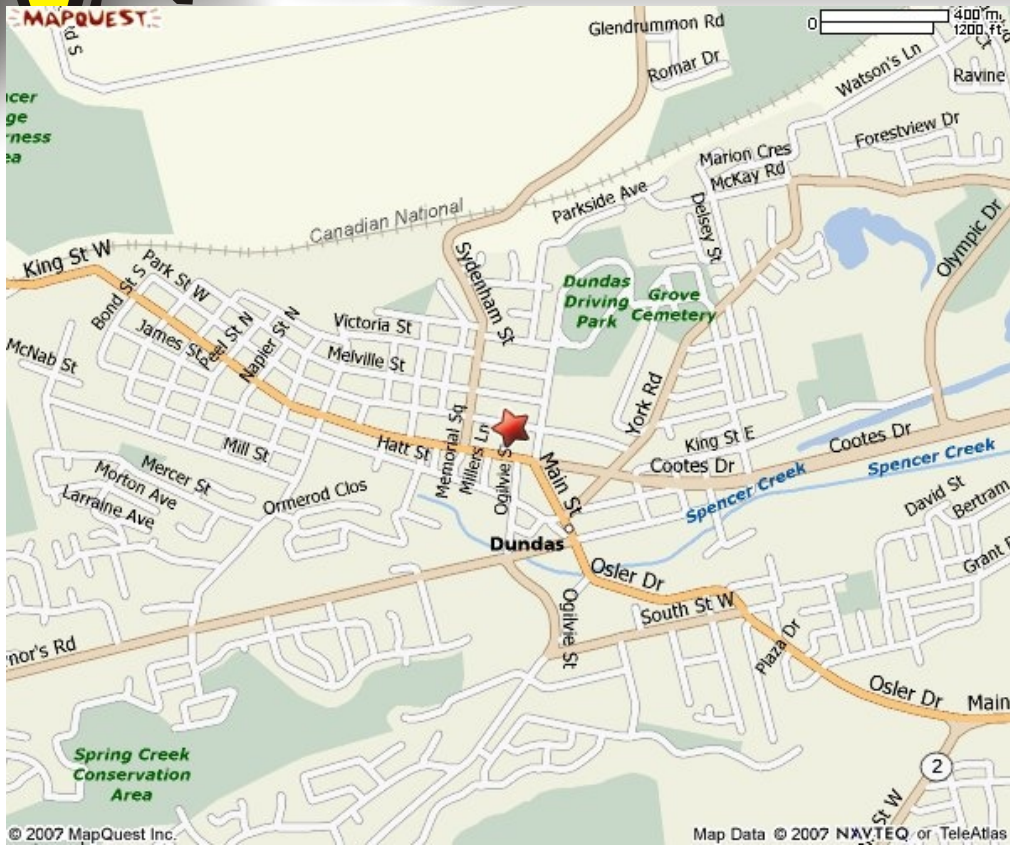 MAPQUEST.
0
400 m
1200 ft
Glendrummon Rd
Romar Dr
Watson's Ln
Ravine
Forestview Dr
Marion Cres
McKay Rd
Parkside Ave
Delsey St
Canadian National
King St W
Park St W
Bond St S
James St
Peel St N
Napier St N
Victoria St
Melville St
Sydenham St
Dundas
Driving
Park
Grove
Cemetery
Olympic Dr
McNab St
York Rd
King St E
Cootes Dr
Cootes Dr
Spencer Creek
Spencer Creek
Hatt St
Memorial Sq
Millers Ln
Ogilvie S
Main St
Mill St
Mercer St
Morton Ave
Larraine Ave
Ormerod Clos
David St
Bertram
Grant
Dundas
Osler Dr
South St W
Ogilvie St
Plaza Dr
Osler Dr
Main
nor's Rd
Spring Creek
Conservation
Area
2
St W
© 2007 MapQuest Inc.
Map Data © 2007 NAVTEQ or TeleAtlas